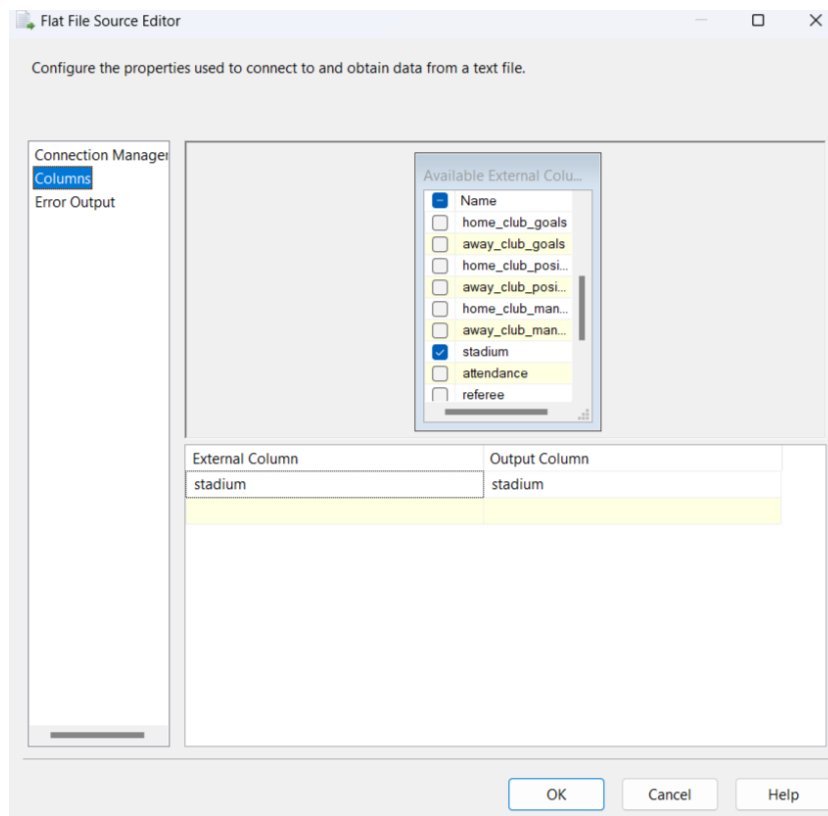 Flat File Source Editor
Configure the properties used to connect to and obtain data from a text file.
Connection Manager
Columns
Error Output
Available External Colu...
Name
home_club_goals
away_club_goals
home_club_posi...
away_club_posi...
home_club_man...
away_club_man...
stadium
attendance
referee
External Column Output Column
stadium stadium
OK Cancel Help